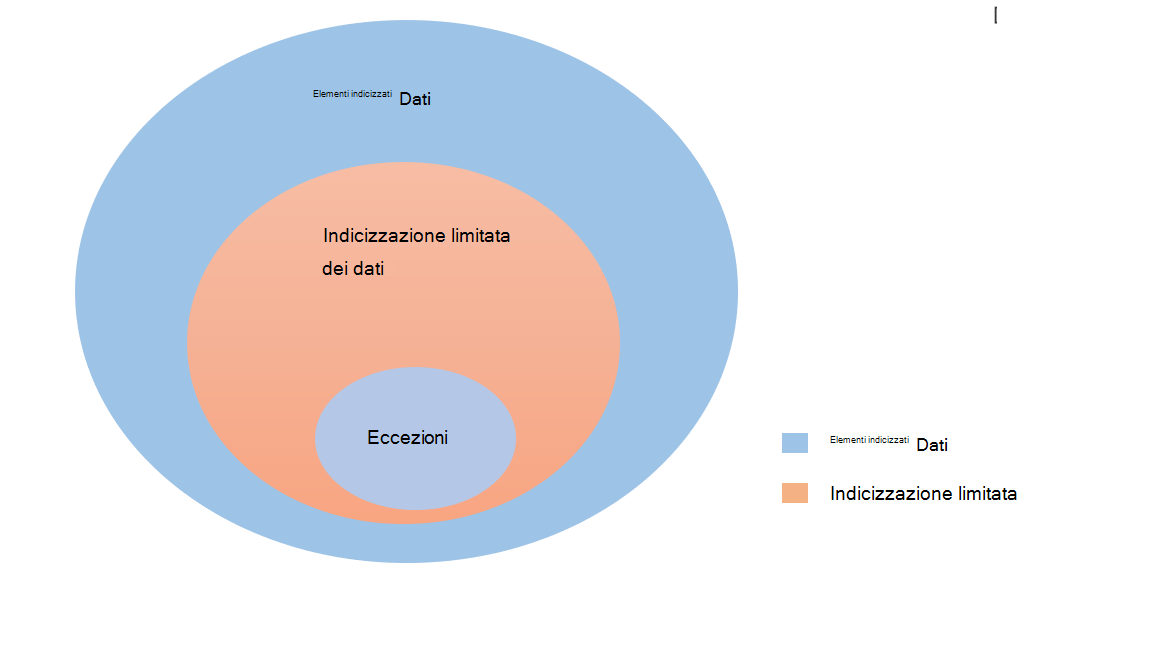 [
Elementi indicizzati Dati
Indicizzazione limitata
dei dati
Eccezioni
Elementi indicizzati Dati
Indicizzazione limitata